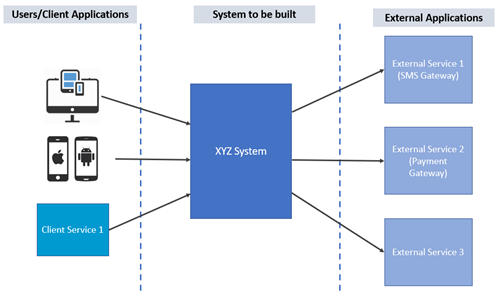 Users/Client Applications
System to be built
External Applications
External Service 1
(SMS Gateway)
XYZ System
External Service 2
(Payment
Gateway)
Client Service 1
External Service 3